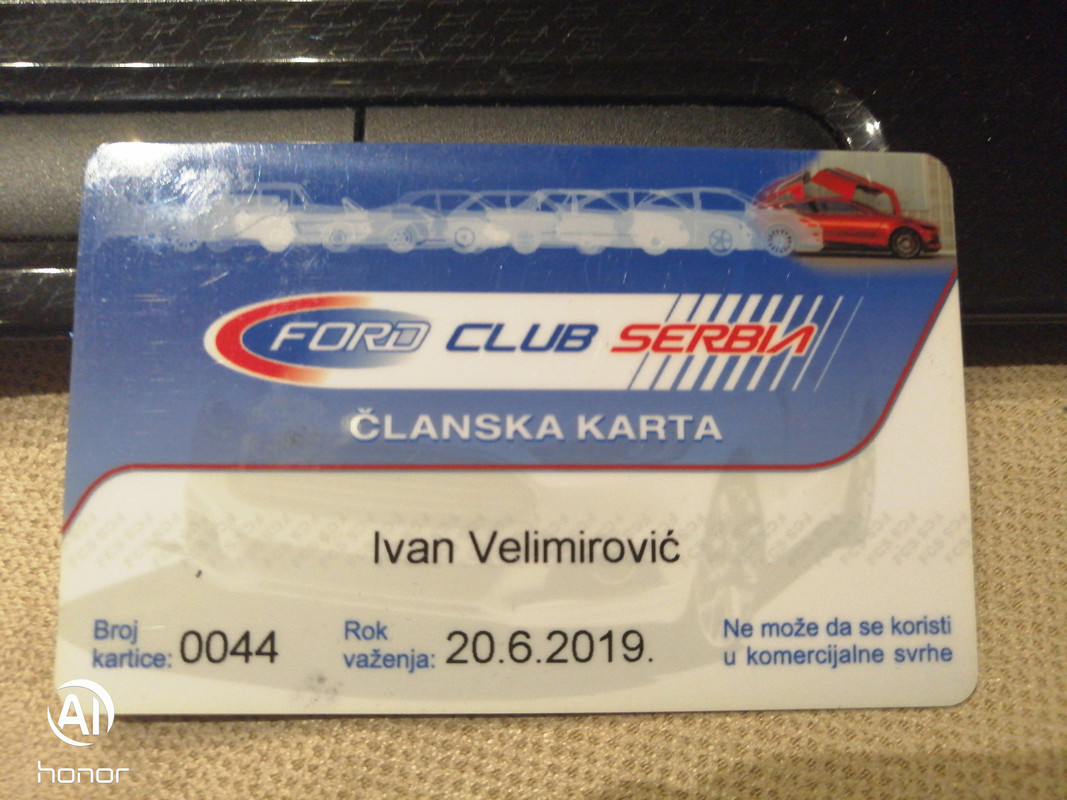 FORD CLUB SERBIA
ČLANSKA KARTA
Ivan Velimirović
Broj
kartice: 0044
Rok
važenja: 20.6.2019.
Ne može da se koristi
u komercijalne svrhe
AI
honor